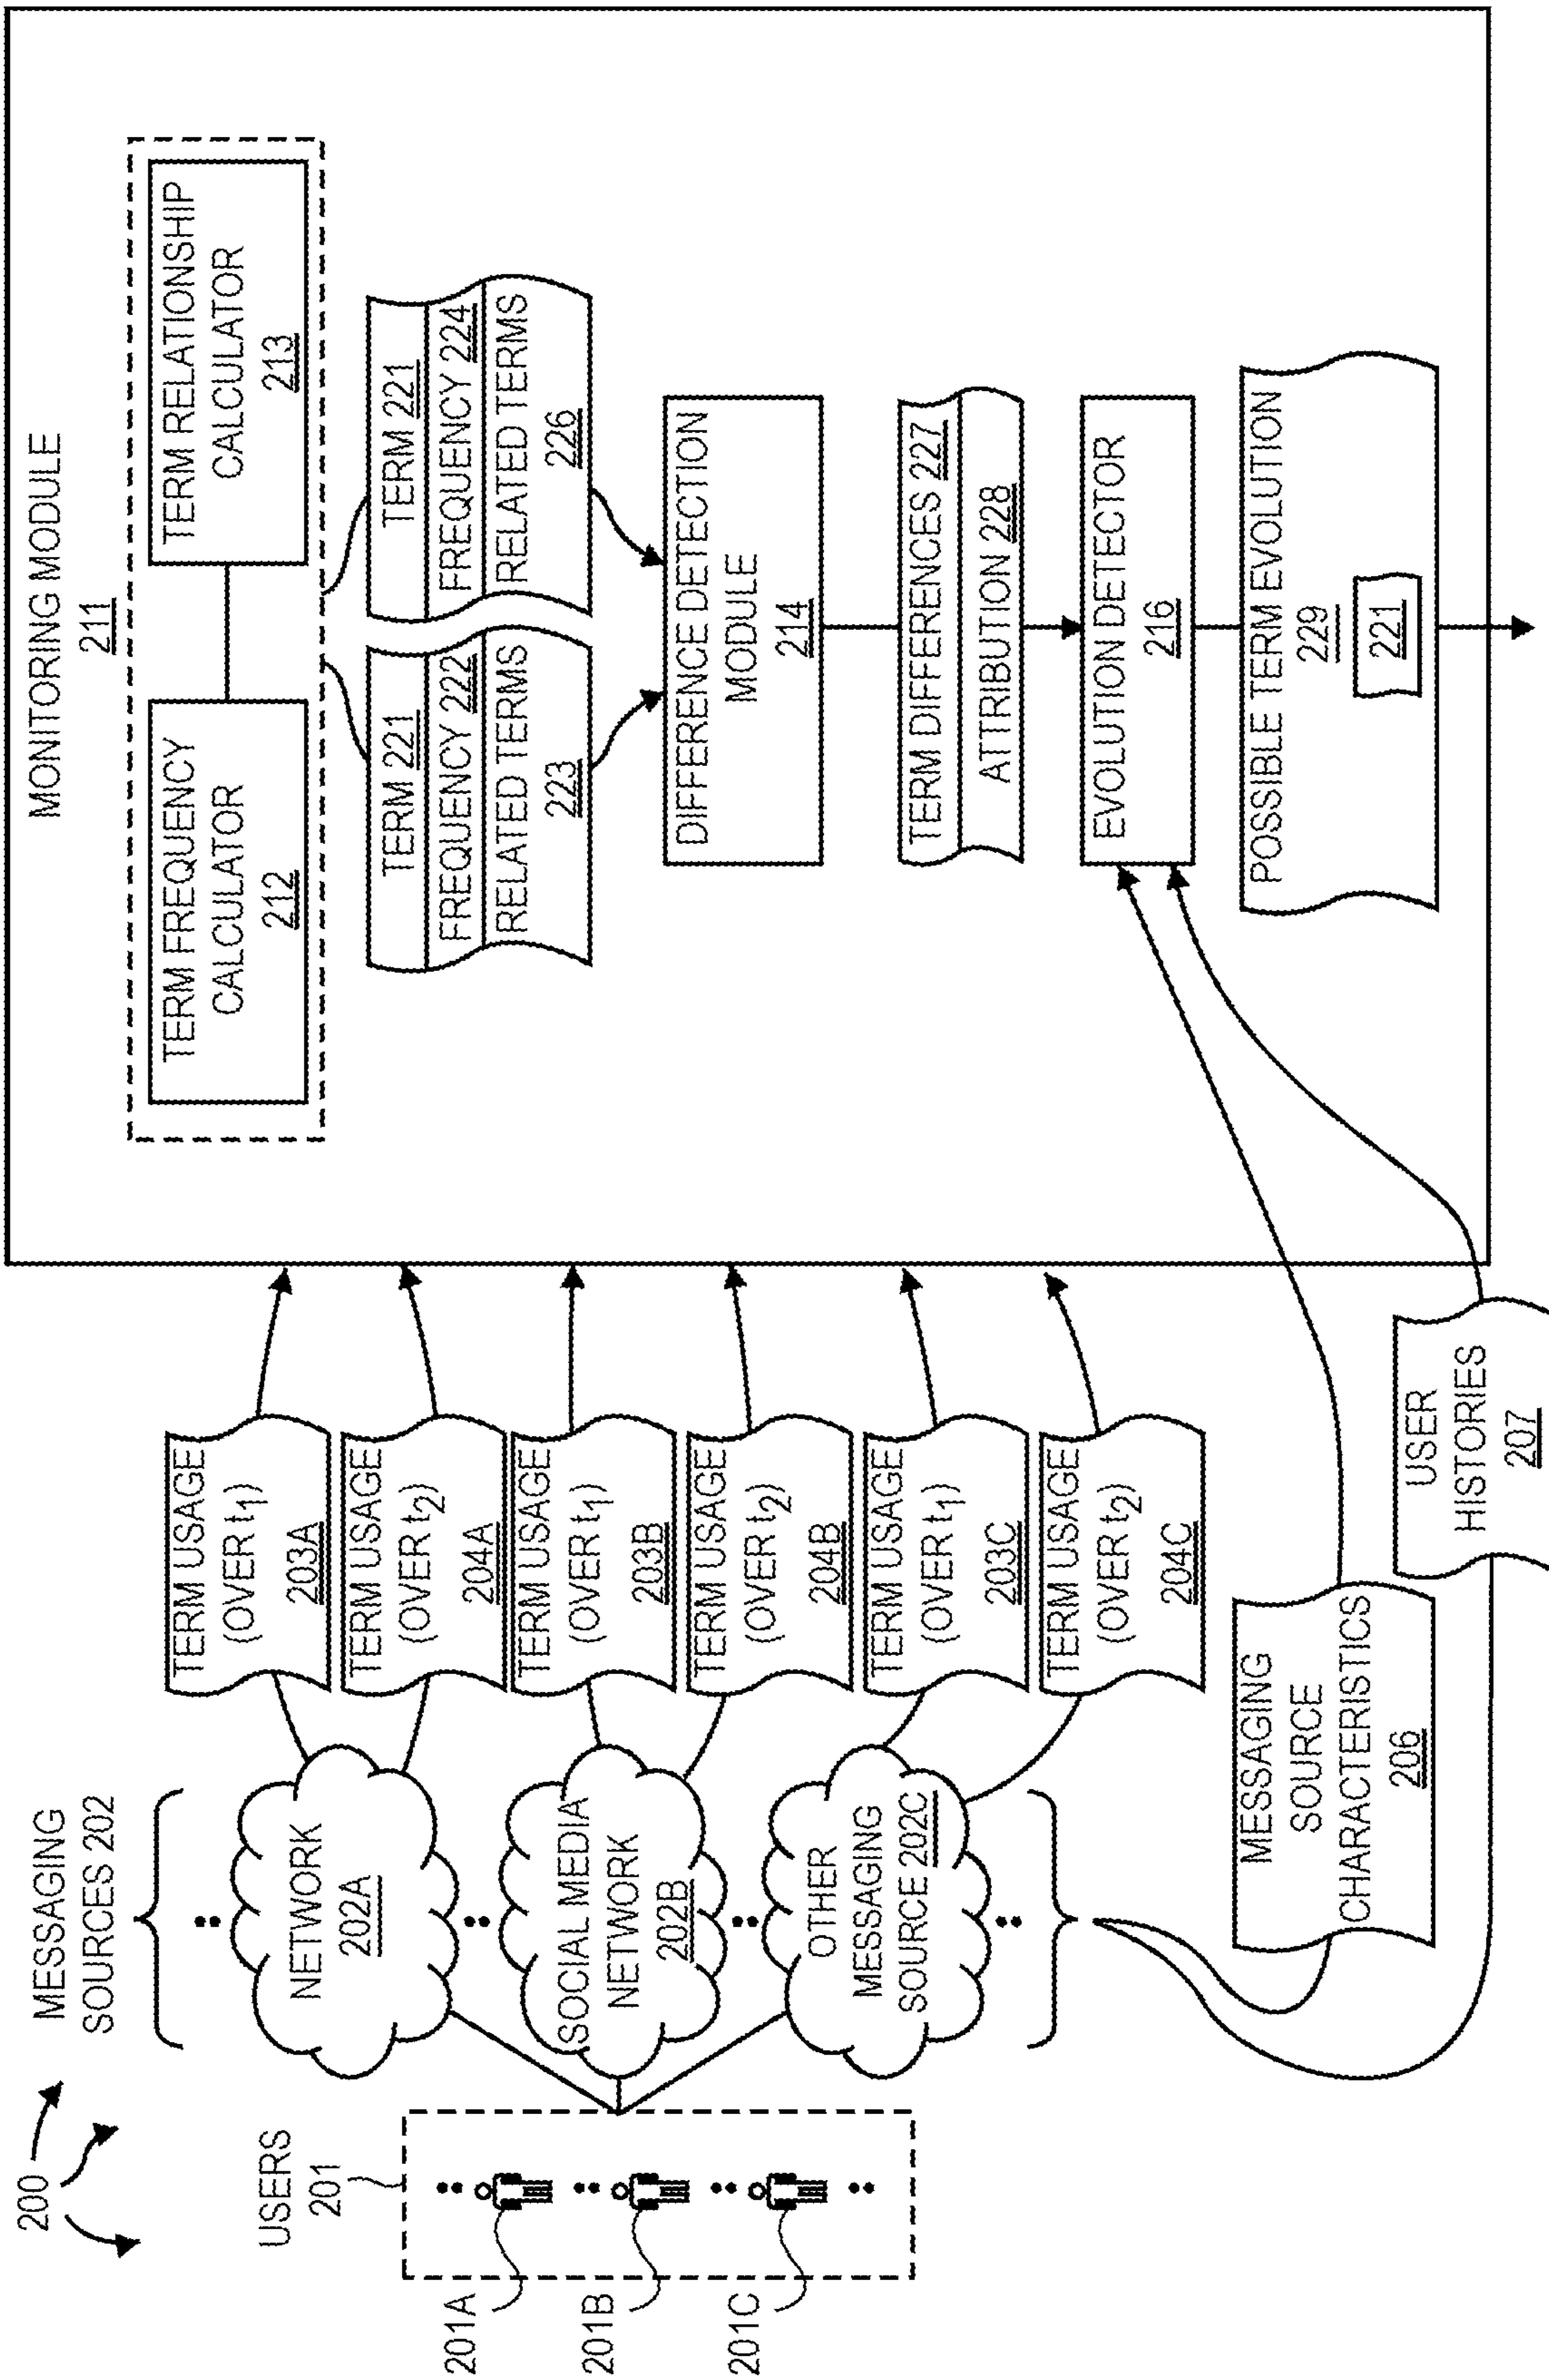 200
USERS
201
201A
201B
201C
MESSAGING
SOURCES 202
NETWORK
202A
SOCIAL MEDIA
NETWORK
202B
OTHER
MESSAGING
SOURCE 202C
TERM USAGE
(OVER t1)
203A
TERM USAGE
(OVER t2)
204A
TERM USAGE
(OVER t1)
203B
TERM USAGE
(OVER t2)
204B
TERM USAGE
(OVER t1)
203C
TERM USAGE
(OVER t2)
204C
MESSAGING
SOURCE
CHARACTERISTICS
206
USER
HISTORIES
207
MONITORING MODULE
211
TERM FREQUENCY
CALCULATOR
212
TERM RELATIONSHIP
CALCULATOR
213
TERM 221
FREQUENCY 222
RELATED TERMS
223
TERM 221
FREQUENCY 224
RELATED TERMS
226
DIFFERENCE DETECTION
MODULE
214
TERM DIFFERENCES 227
ATTRIBUTION 228
EVOLUTION DETECTOR
216
POSSIBLE TERM EVOLUTION
229
221